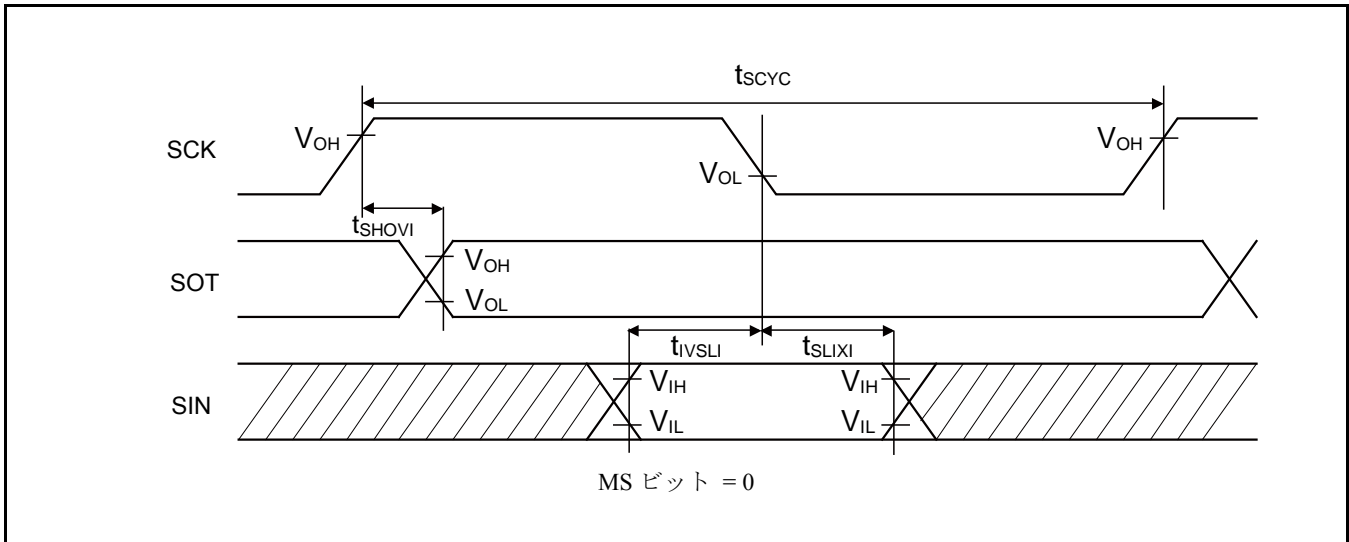 tSCYC
SCK
VOH
VOL
VOH
tSHOVI
SOT
VOH
VOL
tIVSLI
tSLIXI
SIN
VIH
VIL
VIH
VIL
MS ビット = 0